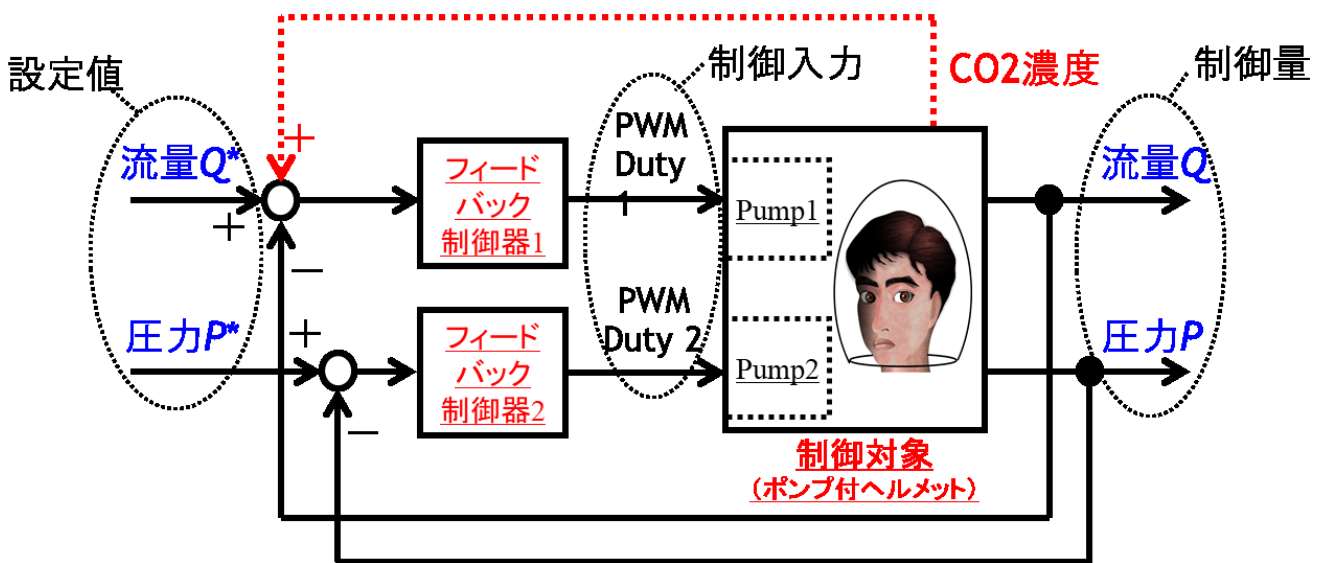 設定値
制御入力
CO2濃度
制御量
流量Q*
+
+
−
フィード
バック
制御器1
PWM
Duty
1
Pump1
流量Q
圧力P*
+
−
フィード
バック
制御器2
PWM
Duty 2
Pump2
圧力P
制御対象
(ポンプ付ヘルメット)